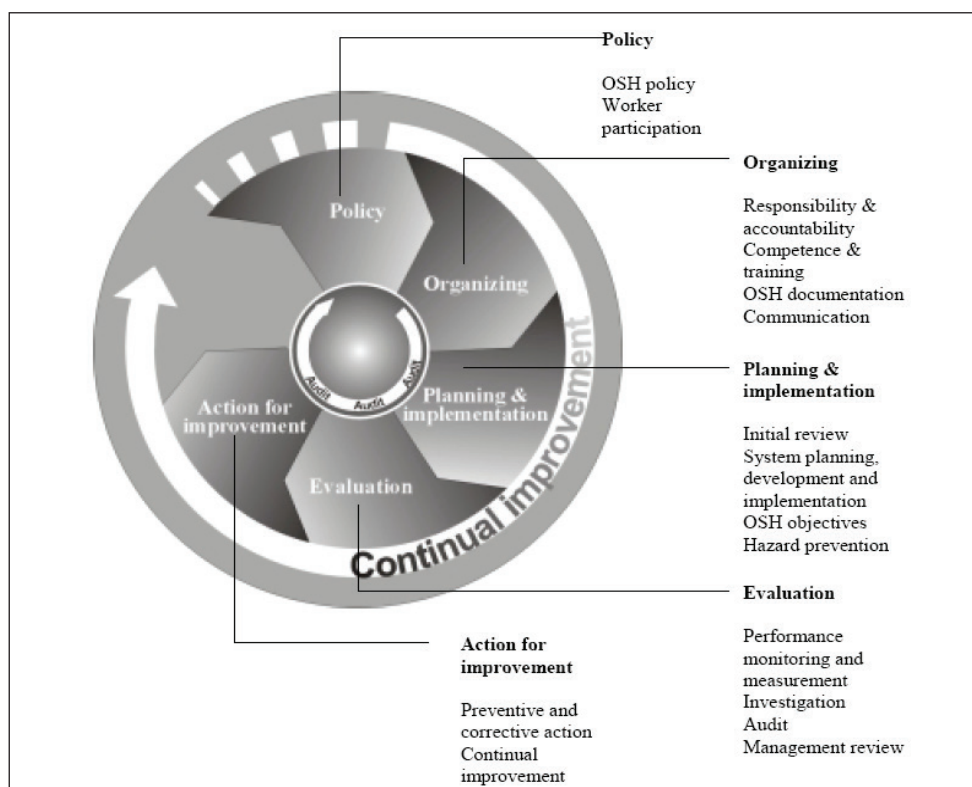 Policy
OSH policy
Worker
participation
Organizing
Responsibility &
accountability
Competence &
training
OSH documentation
Communication
Planning &
implementation
Initial review
System planning,
development and
implementation
OSH objectives
Hazard prevention
Evaluation
Performance
monitoring and
measurement
Investigation
Audit
Management review
Action for
improvement
Preventive and
corrective action
Continual
improvement
Policy
Organizing
Planning &
implementation
Evaluation
Action for
improvement
Audit
Audit
Audit
Continual improvement